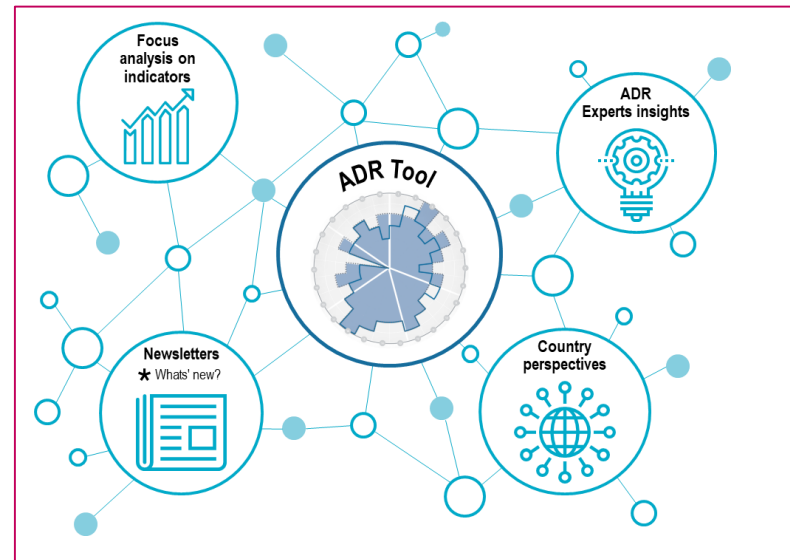 Focus
analysis on
indicators
ADR
Experts insights
ADR Tool
Newsletters
* Whats' new?
Country
perspectives